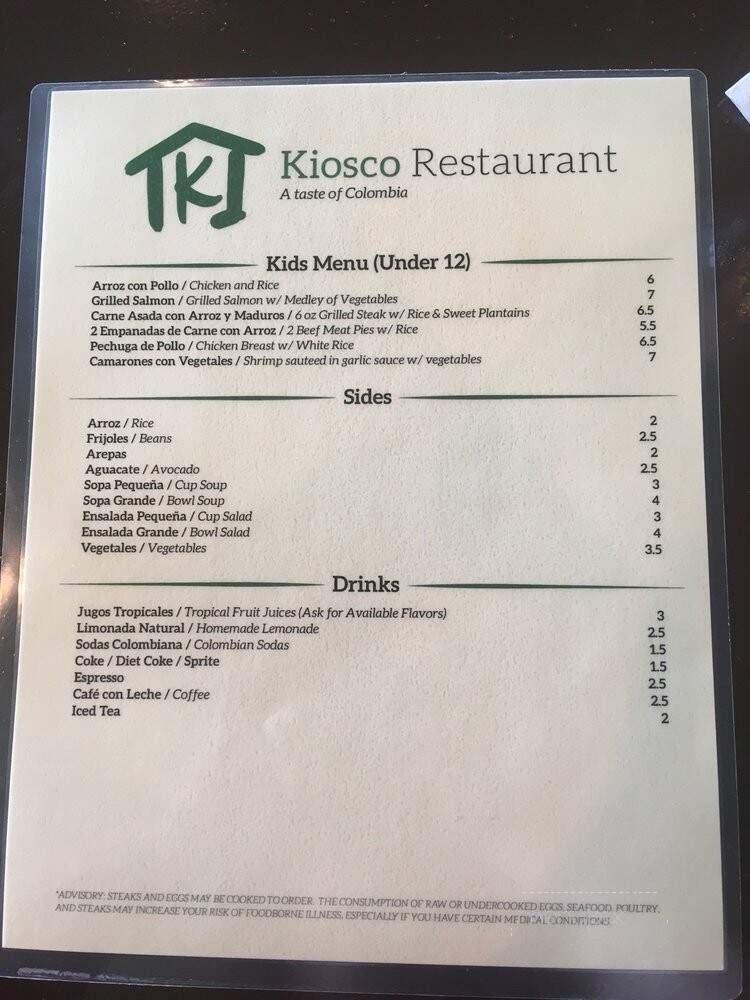 KI
Kiosco Restaurant
A taste of Colombia
Kids Menu (Under 12)
Arroz con Pollo / Chicken and Rice 6
Grilled Salmon / Grilled Salmon w/ Medley of Vegetables 7
Carne Asada con Arroz y Maduros / 6 oz Grilled Steak w/ Rice & Sweet Plantains 6.5
2 Empanadas de Carne con Arroz / 2 Beef Meat Pies w/ Rice 5.5
Pechuga de Pollo / Chicken Breast w/ White Rice 6.5
Camarones con Vegetales / Shrimp sauteed in garlic sauce w/ vegetables 7
Sides
Arroz / Rice 2
Frijoles / Beans 2.5
Arepas 2
Aguacate / Avocado 2.5
Sopa Pequeña / Cup Soup 3
Sopa Grande / Bowl Soup 4
Ensalada Pequeña / Cup Salad 3
Ensalada Grande / Bowl Salad 4
Vegetales / Vegetables 3.5
Drinks
Jugos Tropicales / Tropical Fruit Juices (Ask for Available Flavors) 3
Limonada Natural / Homemade Lemonade 2.5
Sodas Colombiana / Colombian Sodas 1.5
Coke / Diet Coke / Sprite 1.5
Espresso 2.5
Café con Leche / Coffee 2.5
Iced Tea 2
*ADVISORY: STEAKS AND EGGS MAY BE COOKED TO ORDER. THE CONSUMPTION OF RAW OR UNDERCOOKED EGGS, SEAFOOD, POULTRY,
AND STEAKS MAY INCREASE YOUR RISK OF FOODBORNE ILLNESS, ESPECIALLY IF YOU HAVE CERTAIN MEDICAL CONDITIONS.